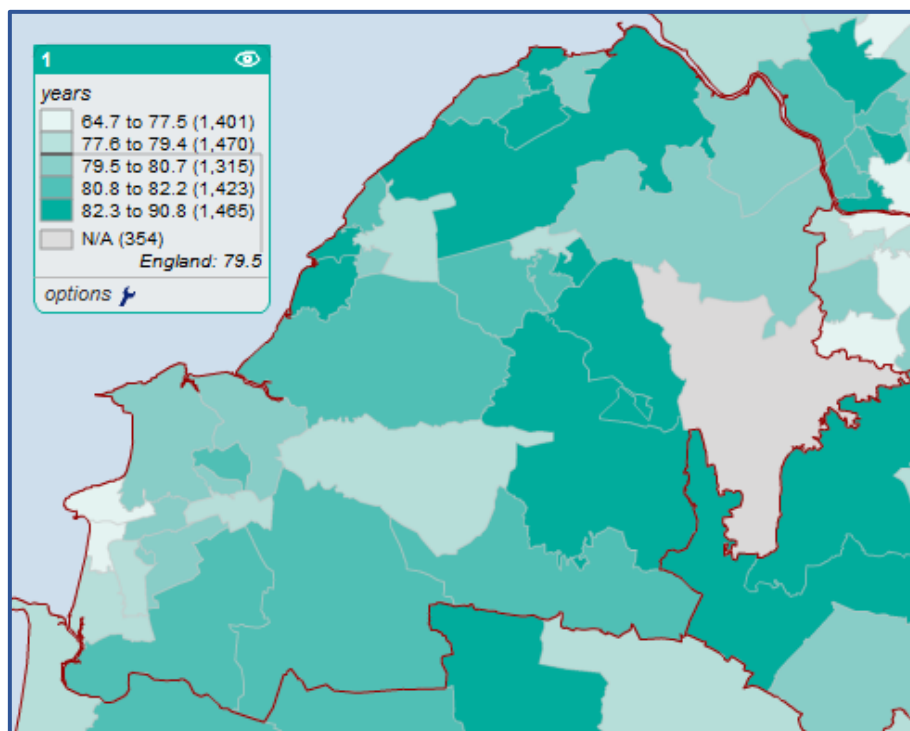 1
years
64.7 to 77.5 (1,401)
77.6 to 79.4 (1,470)
79.5 to 80.7 (1,315)
80.8 to 82.2 (1,423)
82.3 to 90.8 (1,465)
N/A (354)
England: 79.5
options